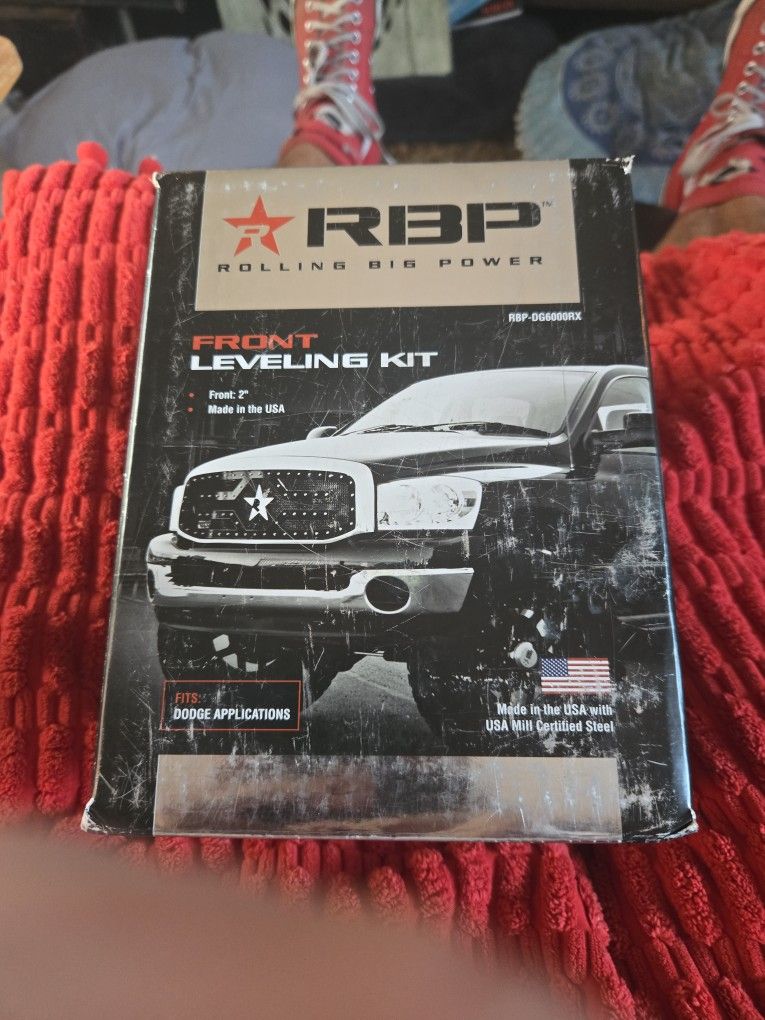 RBP™
ROLLING BIG POWER
RBP-DG6000RX
FRONT
LEVELING KIT
• Front: 2"
• Made in the USA
FITS:
DODGE APPLICATIONS
Made in the USA with
USA Mill Certified Steel